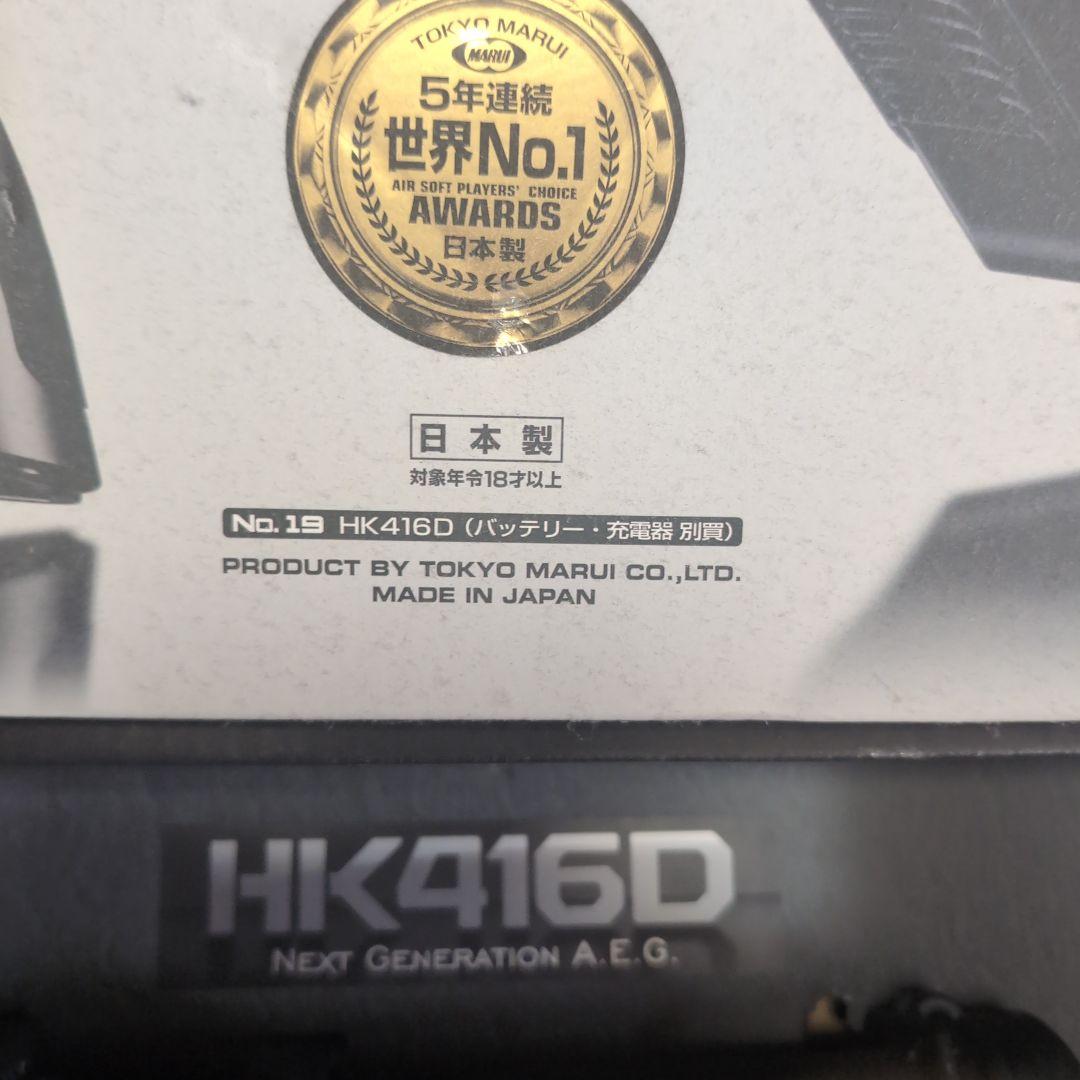 TOKYO MARUI
MARUI
5年連続
世界No.1
AIR SOFT PLAYERS' CHOICE
AWARDS
日本製
日本製
対象年令18才以上
No.19 HK416D（バッテリー・充電器 別買）
PRODUCT BY TOKYO MARUI CO.,LTD.
MADE IN JAPAN
HK416D
NEXT GENERATION A.E.G.